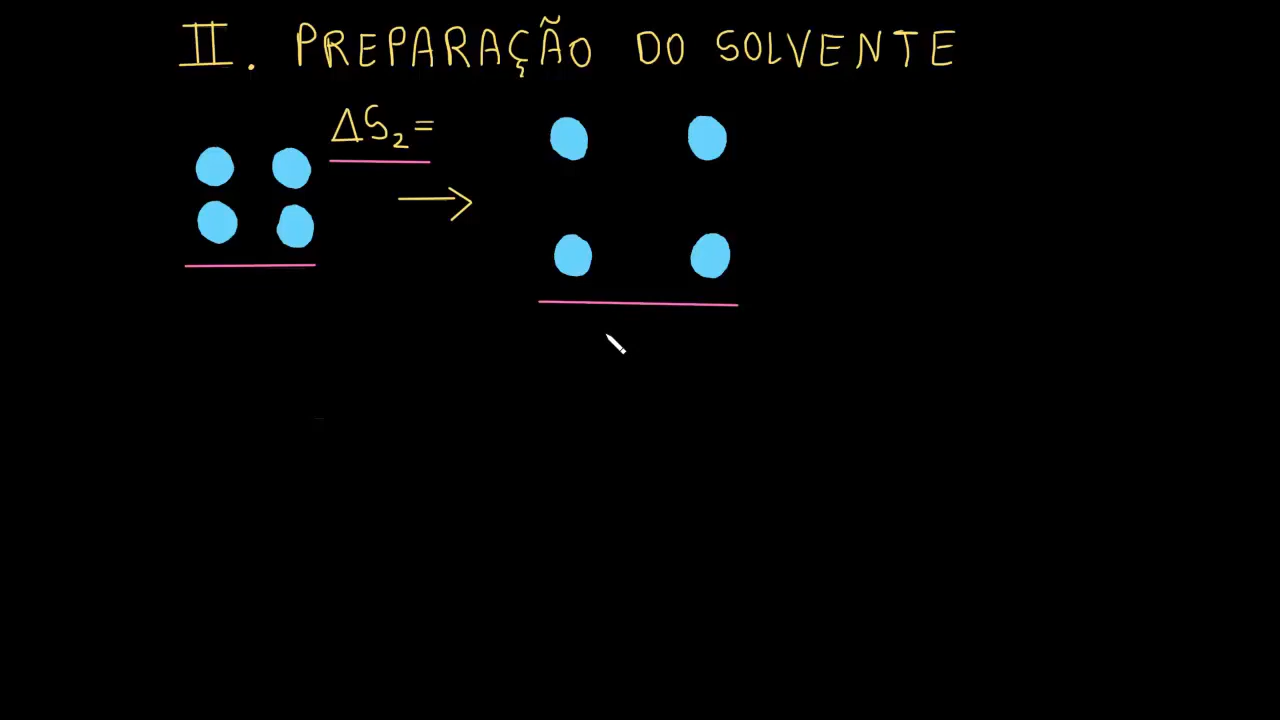 II. PREPARAÇÃO DO SOLVENTE
ΔS₂=